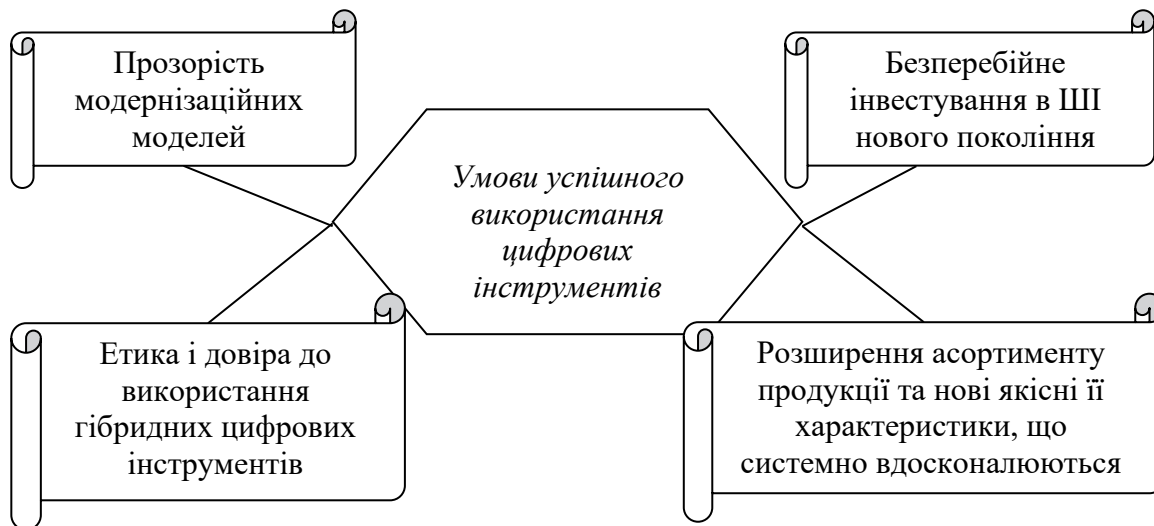 Прозорість
модернізаційних
моделей
Безперебійне
інвестування в ШІ
нового покоління
Умови успішного
використання
цифрових
інструментів
Етика і довіра до
використання
гібридних цифрових
інструментів
Розширення асортименту
продукції та нові якісні її
характеристики, що
системно вдосконалюються